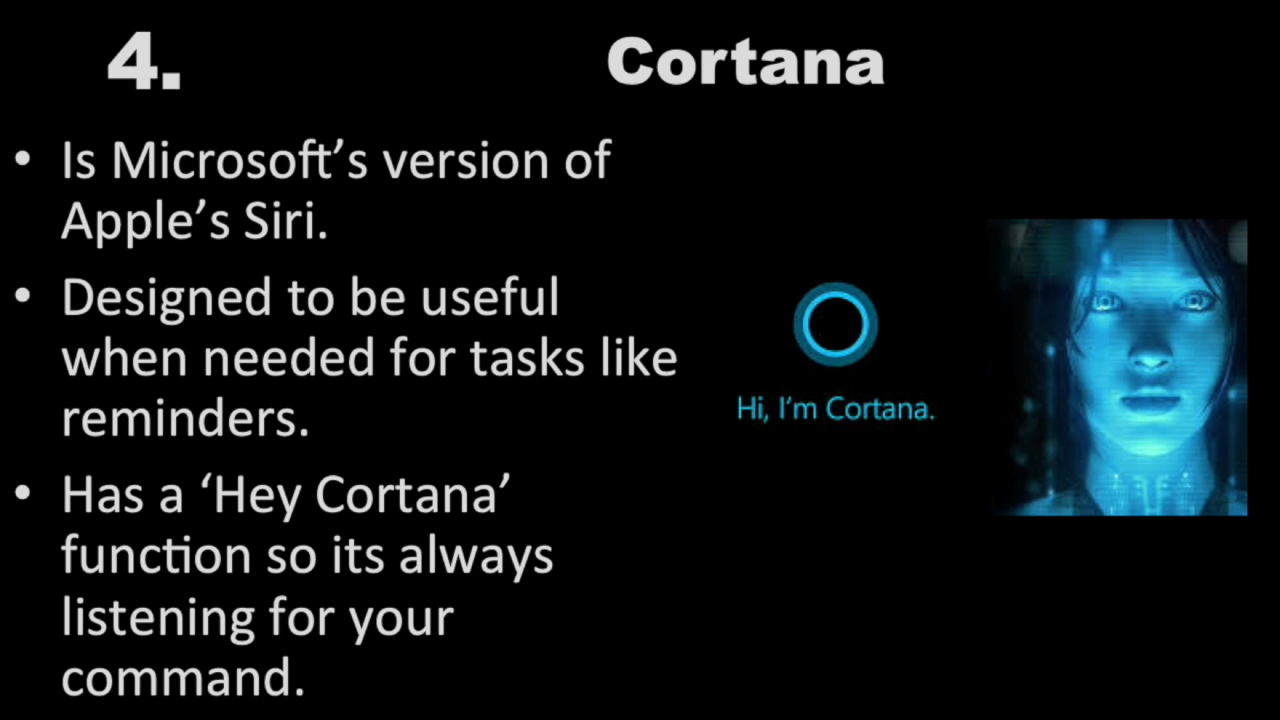 4.
Cortana
• Is Microsoft’s version of
Apple’s Siri.
• Designed to be useful
when needed for tasks like
reminders.
• Has a ‘Hey Cortana’
function so its always
listening for your
command.
Hi, I’m Cortana.